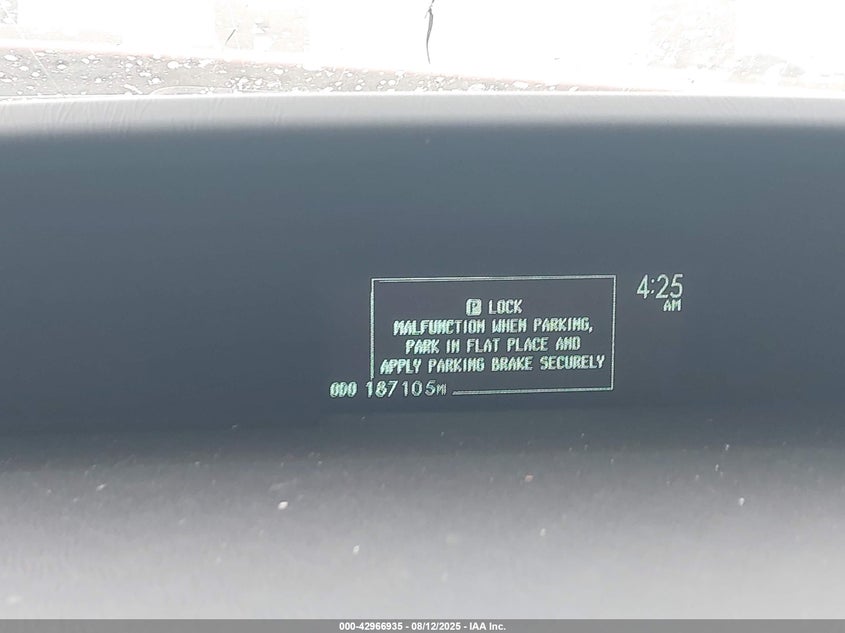 4:25
AM
P LOCK
MALFUNCTION WHEN PARKING,
PARK IN FLAT PLACE AND
APPLY PARKING BRAKE SECURELY
ODO 187105MI
000-42966935 - 08/12/2025 - IAA Inc.